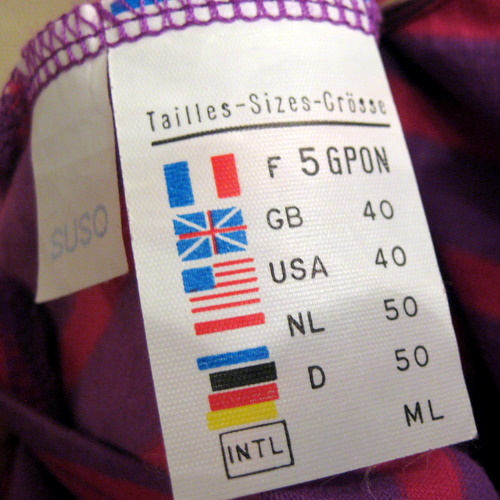 Tailles-Sizes-Grösse
F 5GPON
GB 40
USA 40
NL 50
D 50
INTL ML
SUSO